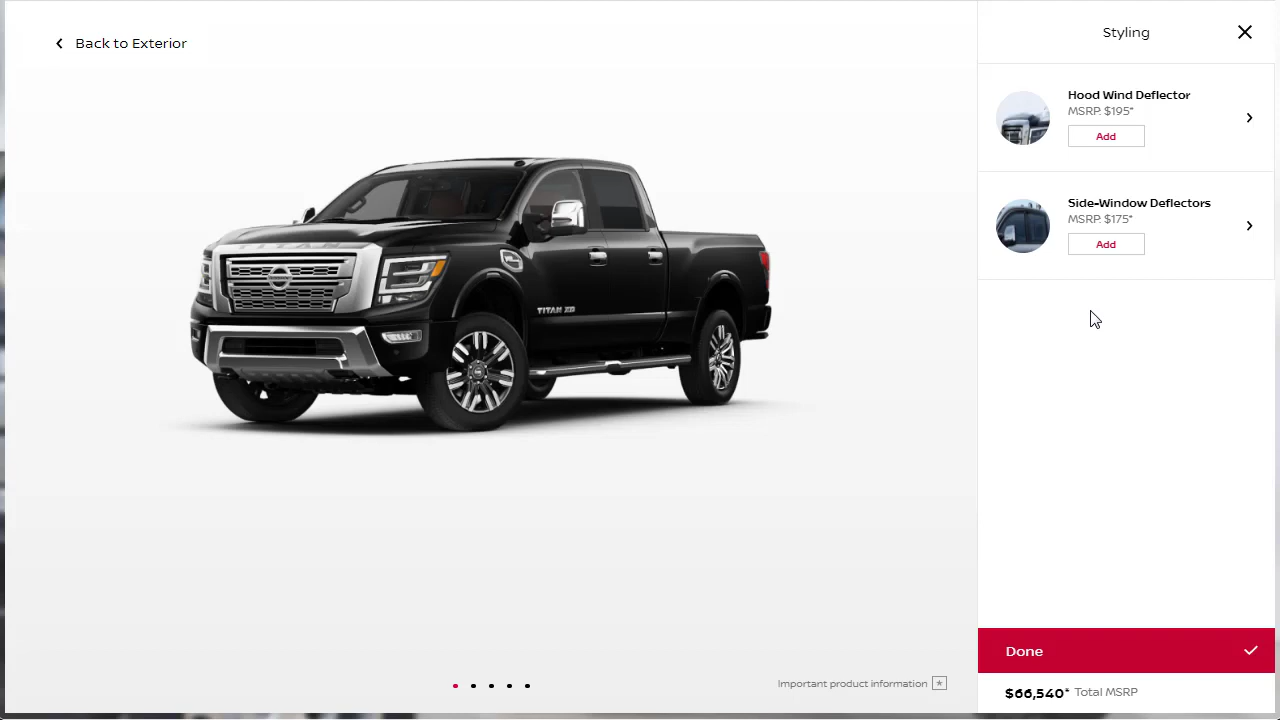 Back to Exterior
Styling
Hood Wind Deflector
MSRP: $195*
Add
Side-Window Deflectors
MSRP: $175*
Add
TITAN
TITAN XD
Important product information
Done
$66,540* Total MSRP